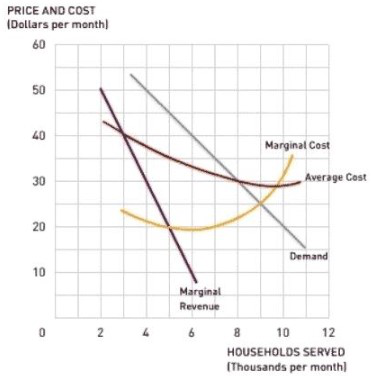 PRICE AND COST
(Dollars per month)
60
50
40
30
20
10
0
2
4
6
8
10
12
Marginal Cost
Average Cost
Demand
Marginal
Revenue
HOUSEHOLDS SERVED
(Thousands per month)